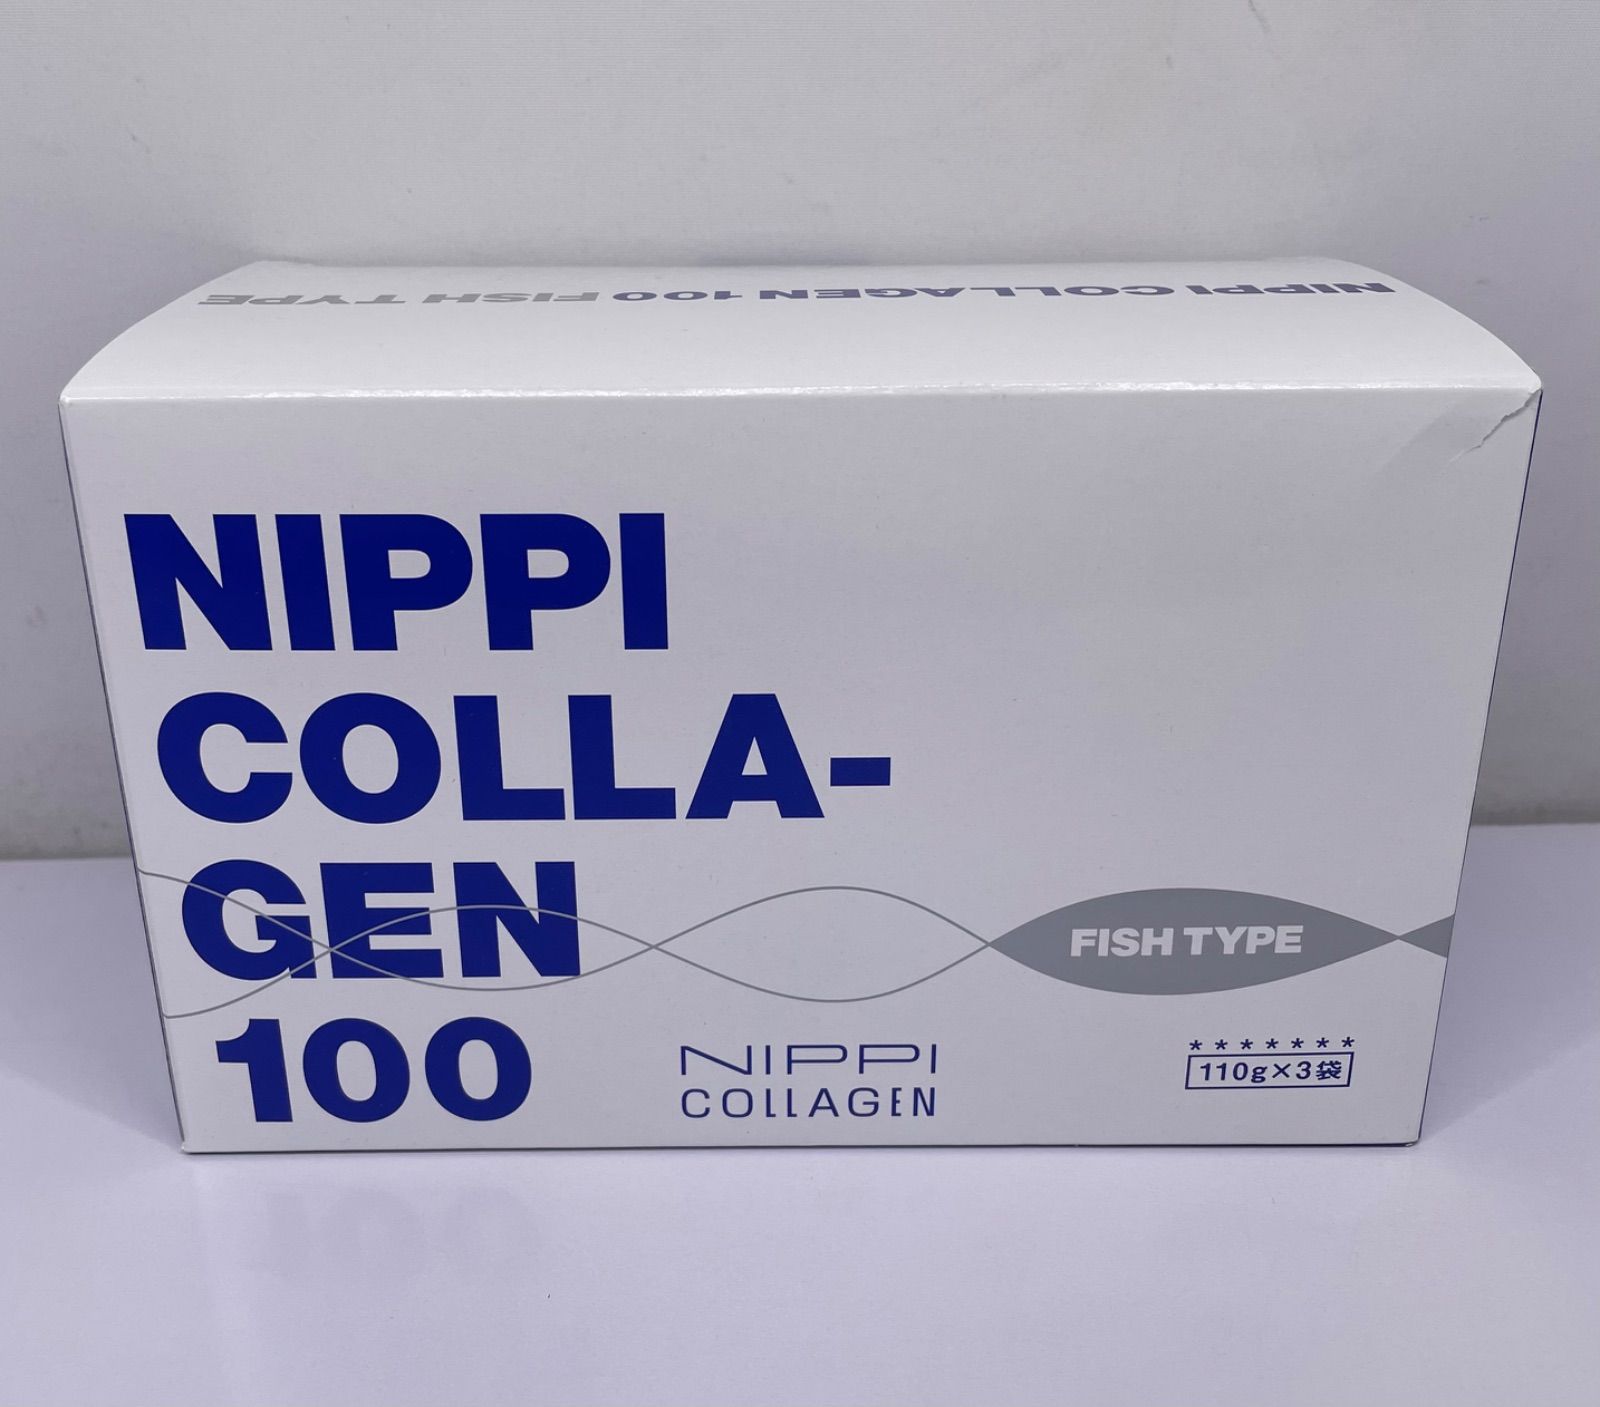 NIPPI COLLAGEN 100 FISH TYPE
NIPPI
COLLA-
GEN
100
FISH TYPE
NIPPI
COLLAGEN
*******
110g×3袋